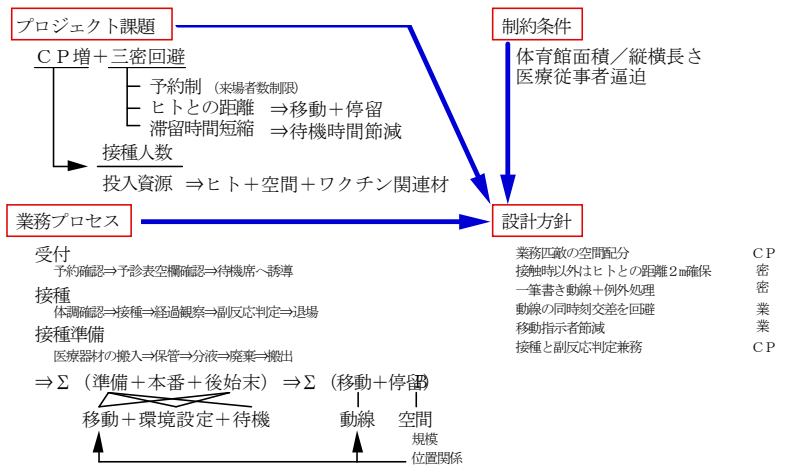 プロジェクト課題
ＣＰ増＋三密回避
予約制 （来場者数制限）
ヒトとの距離 ⇒移動＋停留
滞留時間短縮 ⇒待機時間節減
接種人数
投入資源 ⇒ヒト＋空間＋ワクチン関連材
制約条件
体育館面積／縦横長さ
医療従事者逼迫
業務プロセス
受付
予約確認⇒予診表空欄確認⇒待機席へ誘導
接種
体調確認⇒接種⇒経過観察⇒副反応判定⇒退場
接種準備
医療器材の搬入⇒保管⇒分液⇒廃棄⇒搬出
⇒Σ（準備＋本番＋後始末）⇒Σ（移動＋停留）
移動＋環境設定＋待機 動線 空間
規模
位置関係
設計方針
業務匹敵の空間配分 ＣＰ
接触時以外はヒトとの距離２ｍ確保 密
一筆書き動線＋例外処理 密
動線の同時刻交差を回避 業
移動指示者節減 業
接種と副反応判定兼務 ＣＰ